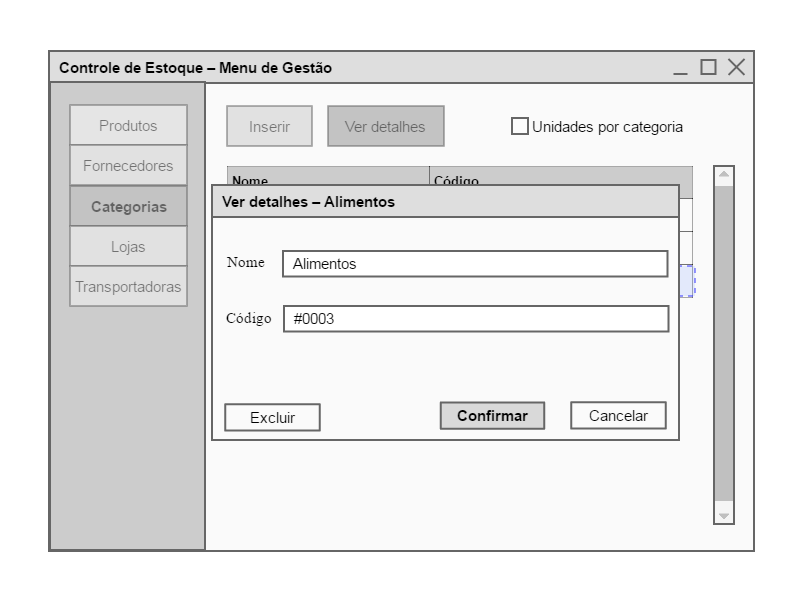 Controle de Estoque – Menu de Gestão
Produtos
Fornecedores
Categorias
Lojas
Transportadoras
Inserir
Ver detalhes
Unidades por categoria
Nome
Código
Ver detalhes – Alimentos
Nome
Alimentos
Código
#0003
Excluir
Confirmar
Cancelar